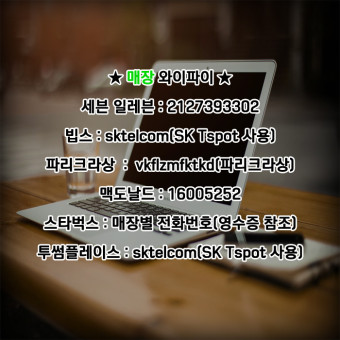 ★ 매장 와이파이 ★
세븐 일레븐 : 2127393302
빕스 : sktelcom(SK Tspot 사용)
파리크라상 : vkflzmfktkd(파리크라상)
맥도날드 : 16005252
스타벅스 : 매장별 전화번호(영수증 참조)
투썸플레이스 : sktelcom(SK Tspot 사용)